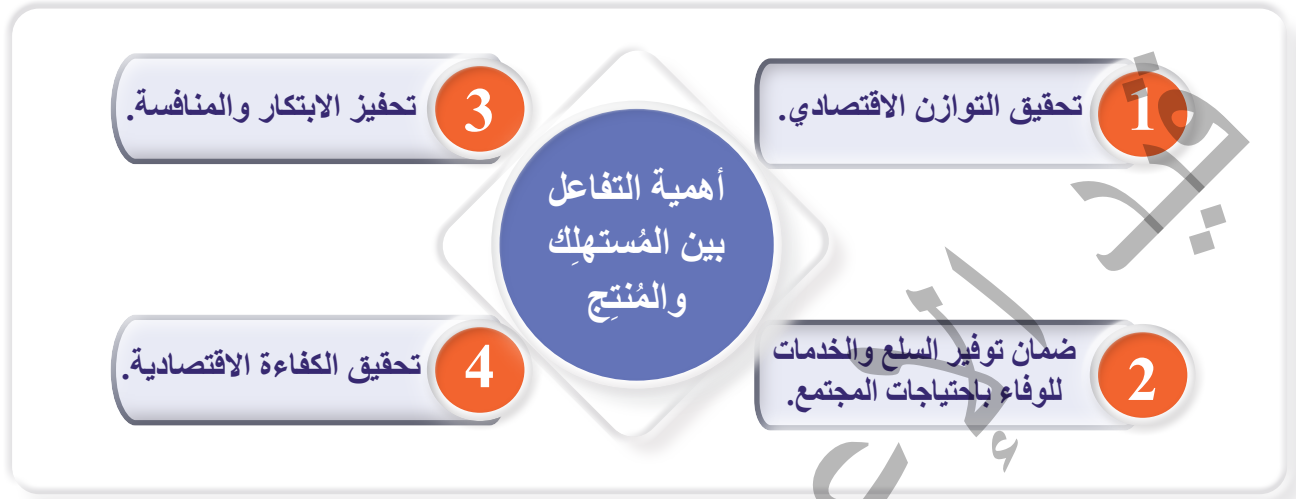 أهمية التفاعل
بين المُستهلِك
والمُنتِج
1
تحقيق التوازن الاقتصادي.
2
ضمان توفير السلع والخدمات
للوفاء باحتياجات المجتمع.
3
تحفيز الابتكار والمنافسة.
4
تحقيق الكفاءة الاقتصادية.